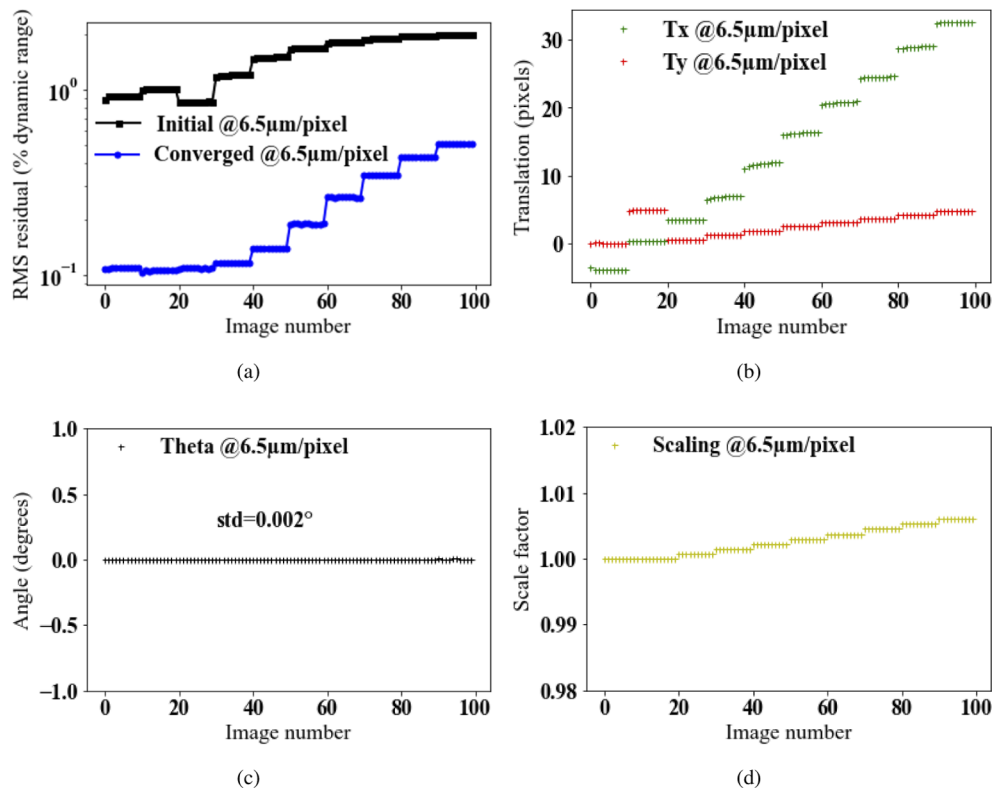 RMS residual (% dynamic range)
10⁰
10⁻¹
Initial @6.5µm/pixel
Converged @6.5µm/pixel
0 20 40 60 80 100
Image number
(a)
Translation (pixels)
30
20
10
0
Tx @6.5µm/pixel
Ty @6.5µm/pixel
0 20 40 60 80 100
Image number
(b)
Angle (degrees)
1.0
0.5
0.0
−0.5
−1.0
Theta @6.5µm/pixel
std=0.002°
0 20 40 60 80 100
Image number
(c)
Scale factor
1.02
1.01
1.00
0.99
0.98
Scaling @6.5µm/pixel
0 20 40 60 80 100
Image number
(d)